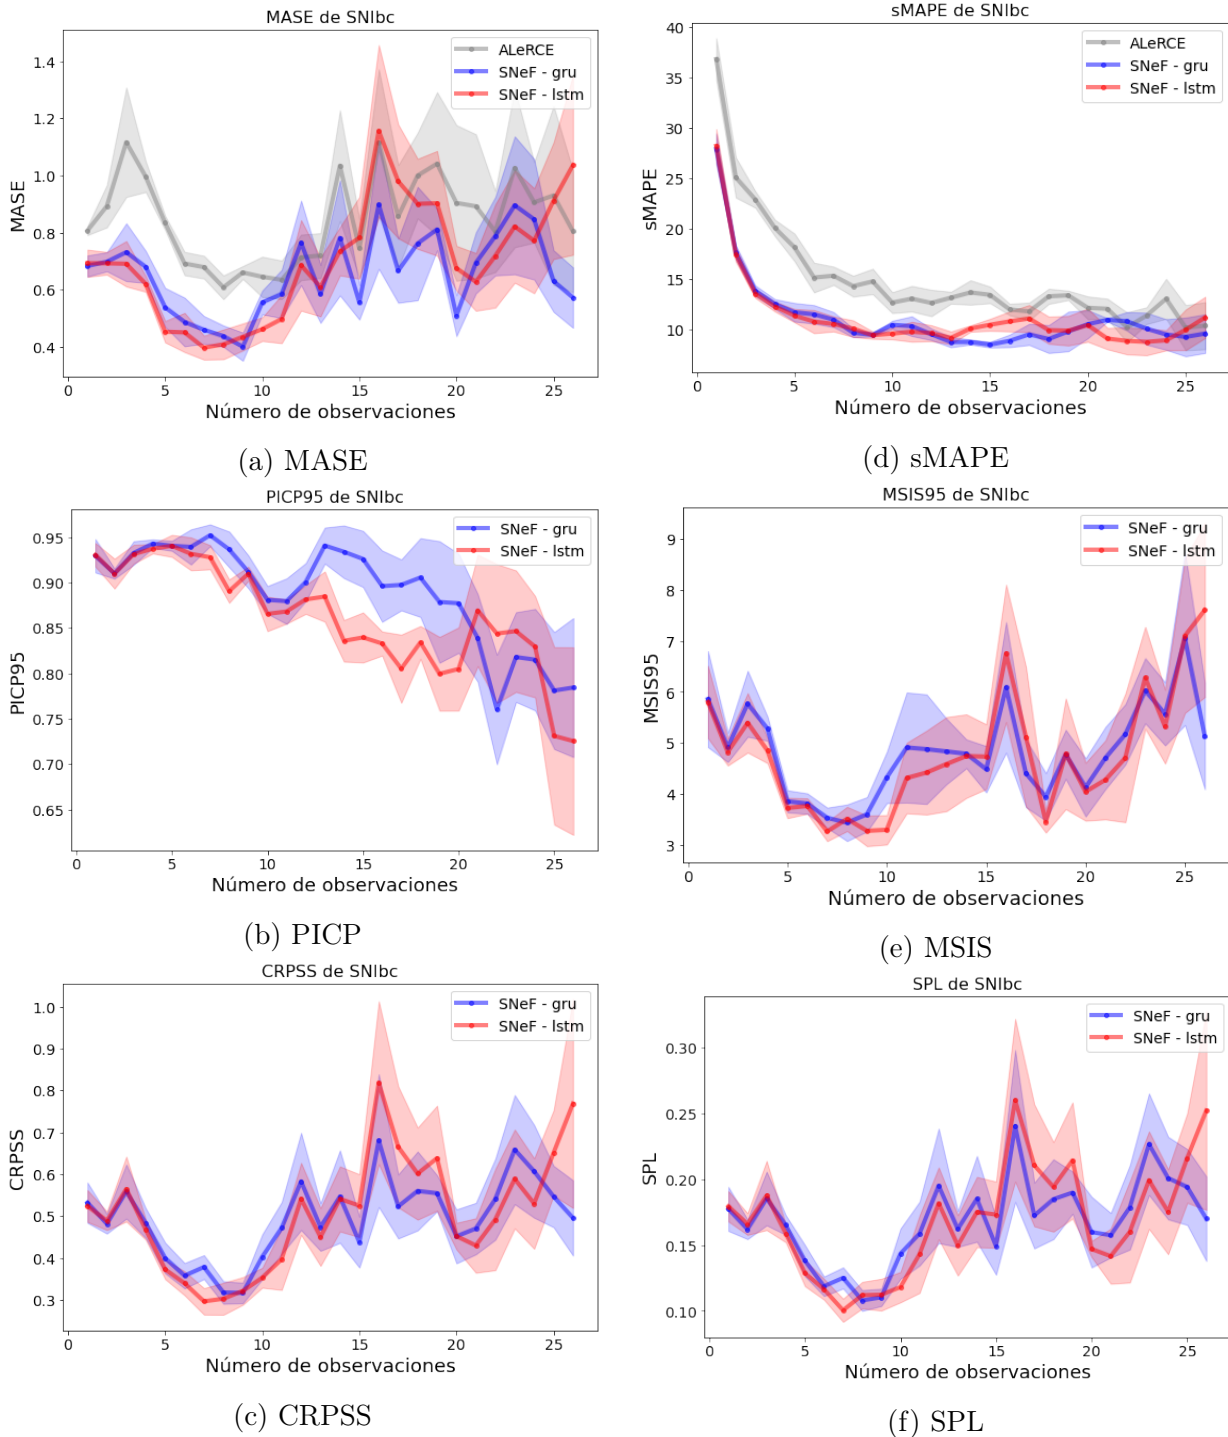 MASE de SNIbc
1.4
1.2
1.0
0.8
0.6
0.4
MASE
ALeRCE
SNeF - gru
SNeF - lstm
0 5 10 15 20 25
Número de observaciones
(a) MASE
sMAPE de SNIbc
40
35
30
25
20
15
10
sMAPE
ALeRCE
SNeF - gru
SNeF - lstm
0 5 10 15 20 25
Número de observaciones
(d) sMAPE
PICP95 de SNIbc
0.95
0.90
0.85
0.80
0.75
0.70
0.65
PICP95
SNeF - gru
SNeF - lstm
0 5 10 15 20 25
Número de observaciones
(b) PICP
MSIS95 de SNIbc
9
8
7
6
5
4
3
MSIS95
SNeF - gru
SNeF - lstm
0 5 10 15 20 25
Número de observaciones
(e) MSIS
CRPSS de SNIbc
1.0
0.9
0.8
0.7
0.6
0.5
0.4
0.3
CRPSS
SNeF - gru
SNeF - lstm
0 5 10 15 20 25
Número de observaciones
(c) CRPSS
SPL de SNIbc
0.30
0.25
0.20
0.15
0.10
SPL
SNeF - gru
SNeF - lstm
0 5 10 15 20 25
Número de observaciones
(f) SPL